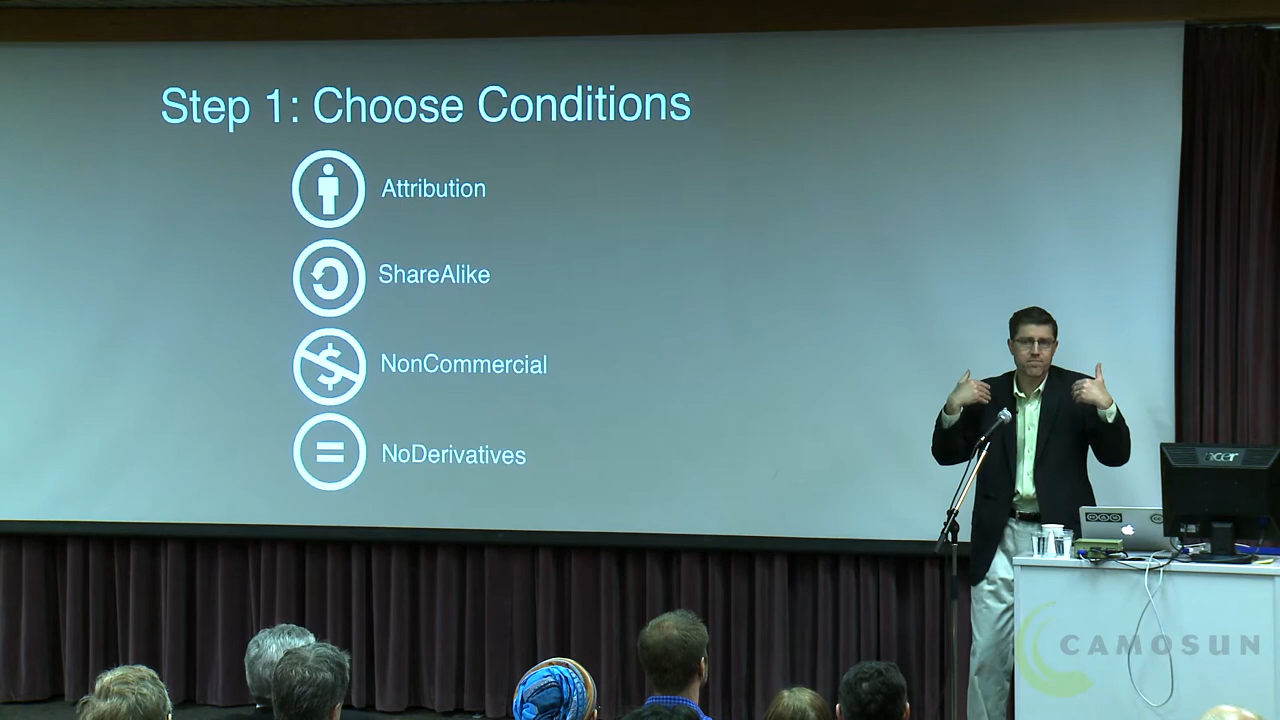 Step 1: Choose Conditions
Attribution
ShareAlike
NonCommercial
NoDerivatives
acer
CAMOSUN